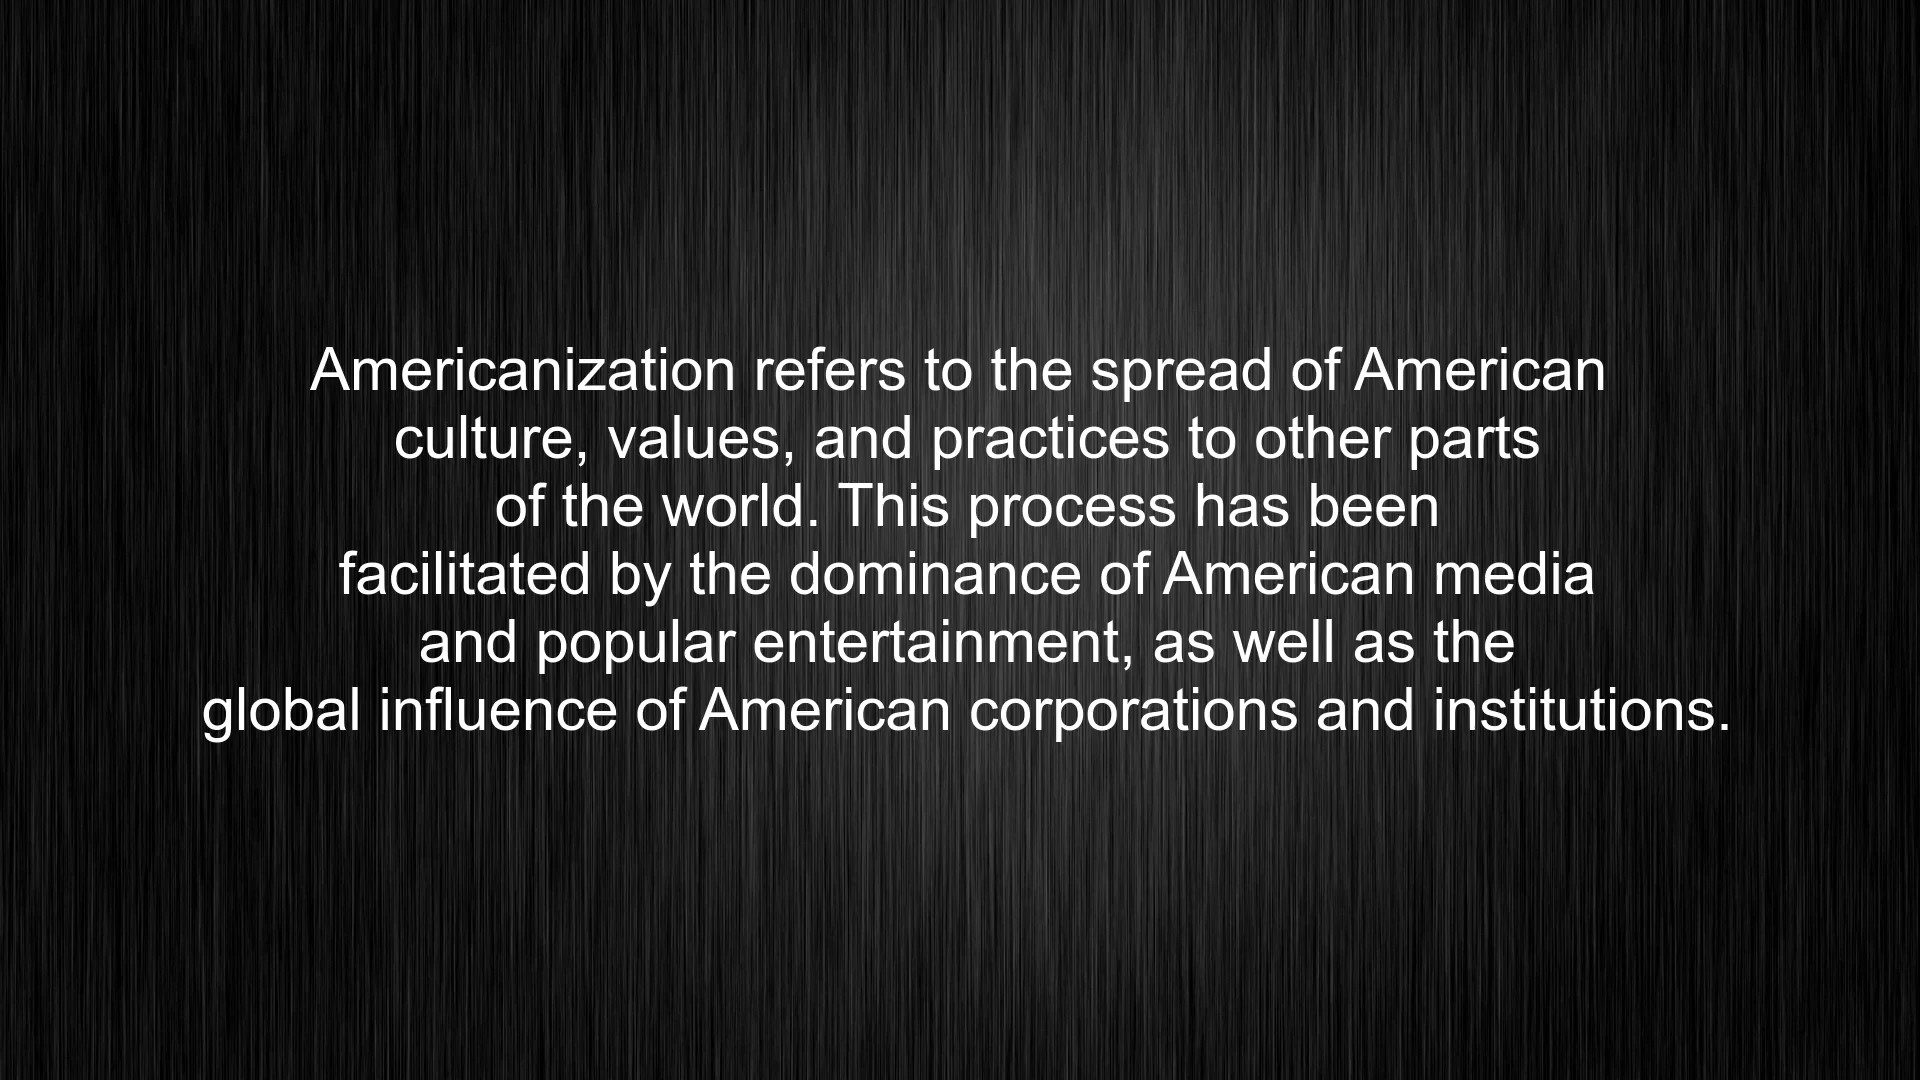 Americanization refers to the spread of American
culture, values, and practices to other parts
of the world. This process has been
facilitated by the dominance of American media
and popular entertainment, as well as the
global influence of American corporations and institutions.